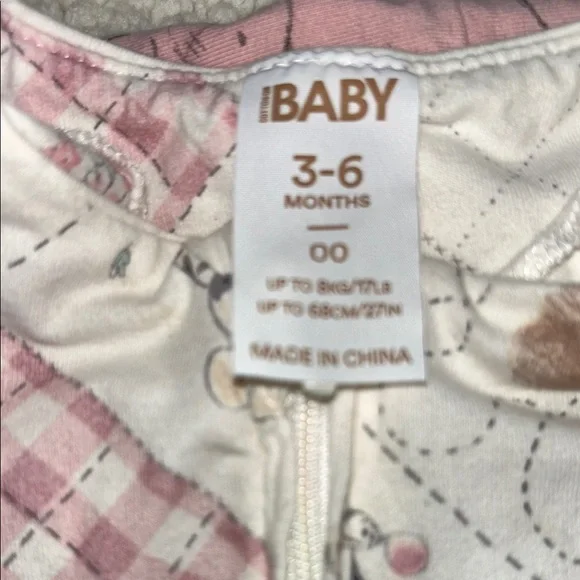 BABY
3-6
MONTHS
00
UP TO 8KG/17LB
UP TO 68CM/27IN
MADE IN CHINA